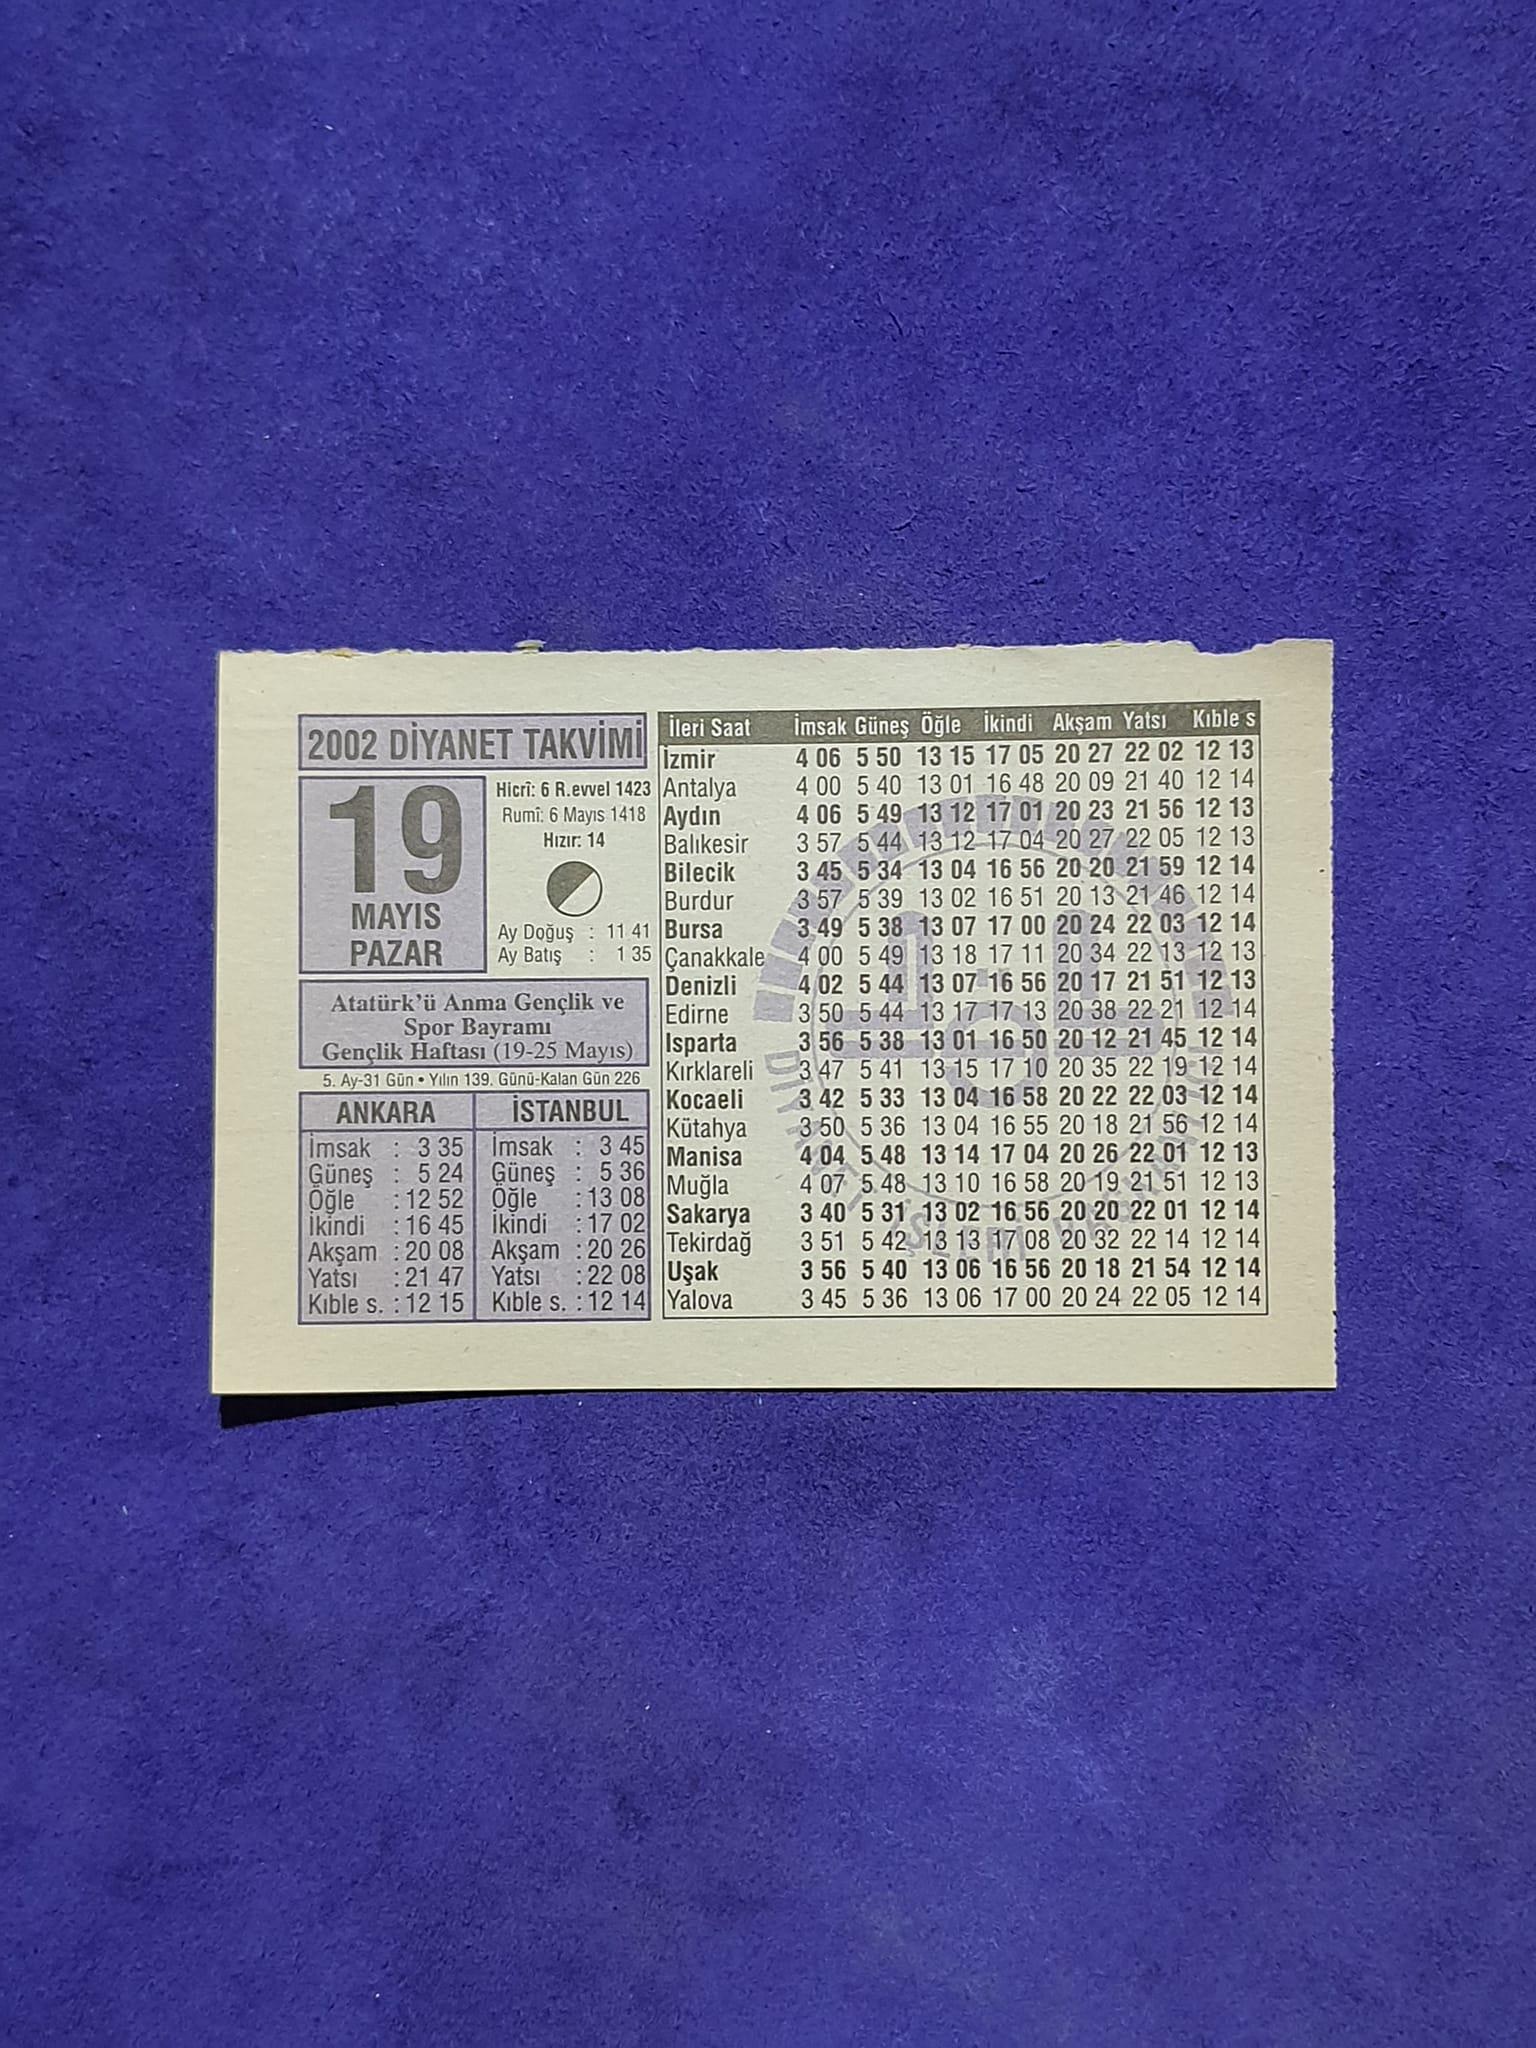 2002 DİYANET TAKVİMİ
19
MAYIS
PAZAR
Hicrî: 6 R.evvel 1423
Rumî: 6 Mayıs 1418
Hızır: 14
Ay Doğuş : 11 41
Ay Batış : 1 35
Atatürk'ü Anma Gençlik ve
Spor Bayramı
Gençlik Haftası (19-25 Mayıs)
5. Ay-31 Gün • Yılın 139. Günü-Kalan Gün 226
ANKARA
İmsak : 3 35
Güneş : 5 24
Öğle : 12 52
İkindi : 16 45
Akşam : 20 08
Yatsı : 21 47
Kıble s. : 12 15
İSTANBUL
İmsak : 3 45
Güneş : 5 36
Öğle : 13 08
İkindi : 17 02
Akşam : 20 26
Yatsı : 22 08
Kıble s. : 12 14
İleri Saat İmsak Güneş Öğle İkindi Akşam Yatsı Kıble s
İzmir 4 06 5 50 13 15 17 05 20 27 22 02 12 13
Antalya 4 00 5 40 13 01 16 48 20 09 21 40 12 14
Aydın 4 06 5 49 13 12 17 01 20 23 21 56 12 13
Balıkesir 3 57 5 44 13 12 17 04 20 27 22 05 12 13
Bilecik 3 45 5 34 13 04 16 56 20 20 21 59 12 14
Burdur 3 57 5 39 13 02 16 51 20 13 21 46 12 14
Bursa 3 49 5 38 13 07 17 00 20 24 22 03 12 14
Çanakkale 4 00 5 49 13 18 17 11 20 34 22 13 12 13
Denizli 4 02 5 44 13 07 16 56 20 17 21 51 12 13
Edirne 3 50 5 44 13 17 17 13 20 38 22 21 12 14
Isparta 3 56 5 38 13 01 16 50 20 12 21 45 12 14
Kırklareli 3 47 5 41 13 15 17 10 20 35 22 19 12 14
Kocaeli 3 42 5 33 13 04 16 58 20 22 22 03 12 14
Kütahya 3 50 5 36 13 04 16 55 20 18 21 56 12 14
Manisa 4 04 5 48 13 14 17 04 20 26 22 01 12 13
Muğla 4 07 5 48 13 10 16 58 20 19 21 51 12 13
Sakarya 3 40 5 31 13 02 16 56 20 20 22 01 12 14
Tekirdağ 3 51 5 42 13 13 17 08 20 32 22 14 12 14
Uşak 3 56 5 40 13 06 16 56 20 18 21 54 12 14
Yalova 3 45 5 36 13 06 17 00 20 24 22 05 12 14